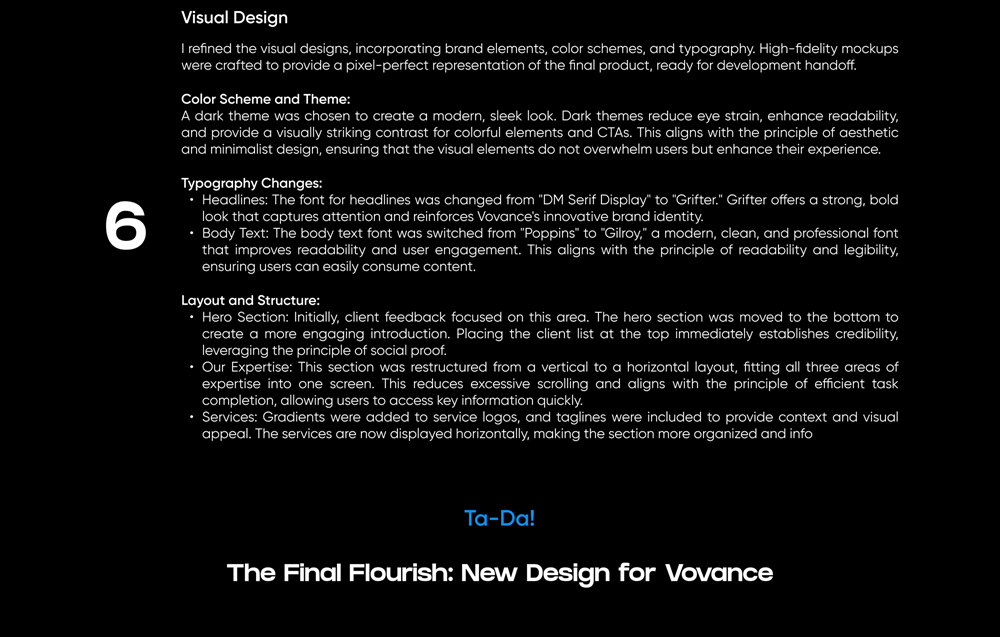 Visual Design
I refined the visual designs, incorporating brand elements, color schemes, and typography. High-fidelity mockups
were crafted to provide a pixel-perfect representation of the final product, ready for development handoff.
Color Scheme and Theme:
A dark theme was chosen to create a modern, sleek look. Dark themes reduce eye strain, enhance readability,
and provide a visually striking contrast for colorful elements and CTAs. This aligns with the principle of aesthetic
and minimalist design, ensuring that the visual elements do not overwhelm users but enhance their experience.
6
Typography Changes:
• Headlines: The font for headlines was changed from "DM Serif Display" to "Grifter." Grifter offers a strong, bold
look that captures attention and reinforces Vovance's innovative brand identity.
• Body Text: The body text font was switched from "Poppins" to "Gilroy," a modern, clean, and professional font
that improves readability and user engagement. This aligns with the principle of readability and legibility,
ensuring users can easily consume content.
Layout and Structure:
• Hero Section: Initially, client feedback focused on this area. The hero section was moved to the bottom to
create a more engaging introduction. Placing the client list at the top immediately establishes credibility,
leveraging the principle of social proof.
• Our Expertise: This section was restructured from a vertical to a horizontal layout, fitting all three areas of
expertise into one screen. This reduces excessive scrolling and aligns with the principle of efficient task
completion, allowing users to access key information quickly.
• Services: Gradients were added to service logos, and taglines were included to provide context and visual
appeal. The services are now displayed horizontally, making the section more organized and info
Ta-Da!
The Final Flourish: New Design for Vovance